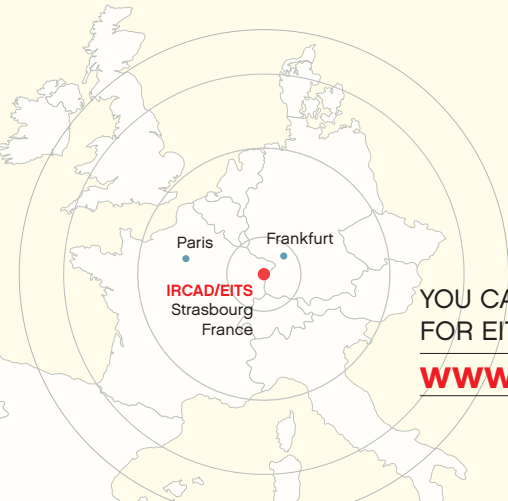 Paris
Frankfurt
IRCAD/EITS
Strasbourg
France
YOU CA
FOR EIT
WWW